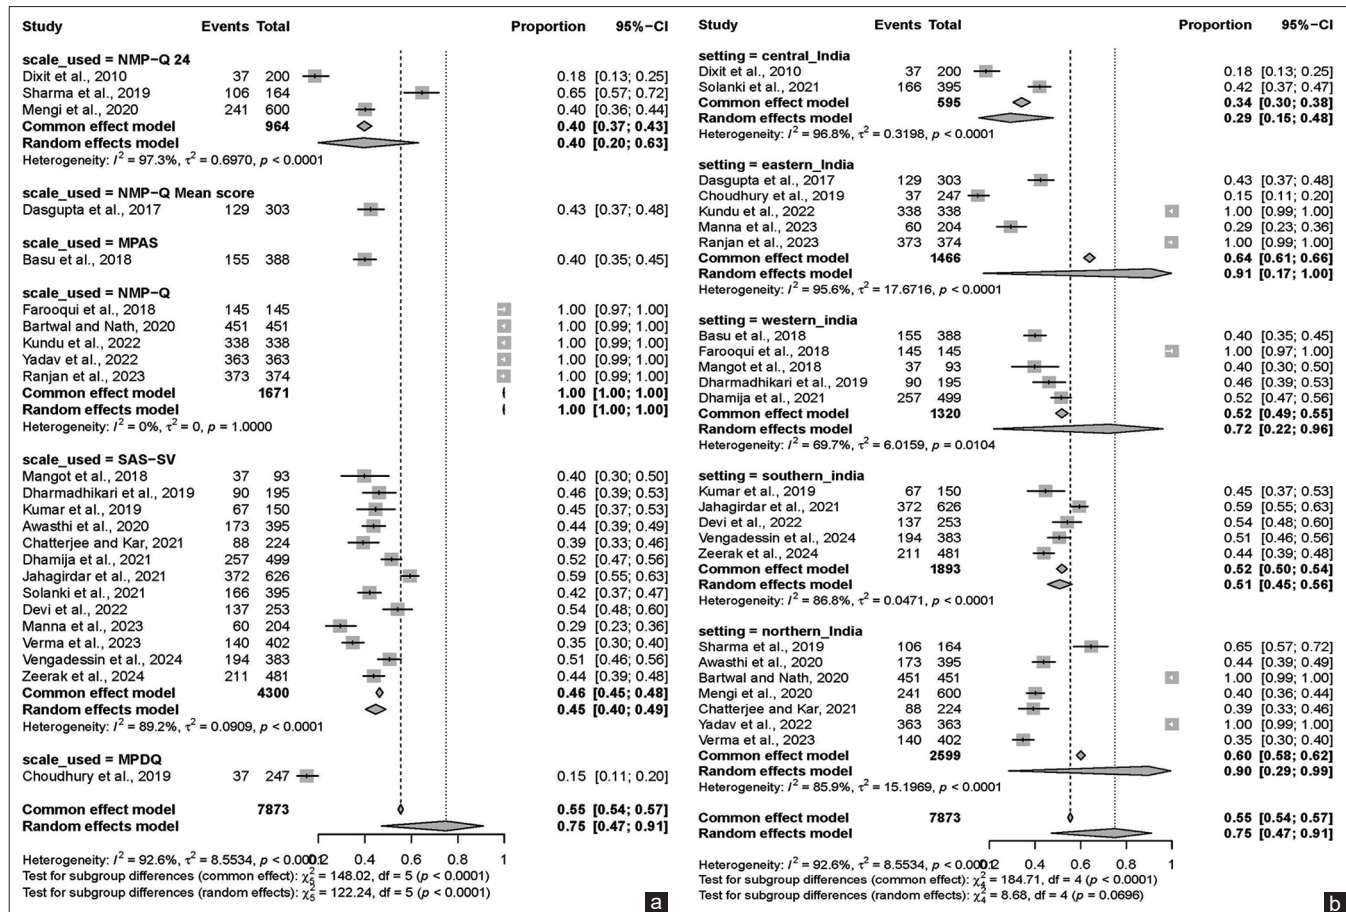 Study Events Total Proportion 95%−CI
scale_used = NMP-Q 24
Dixit et al., 2010 37 200 0.18 [0.13; 0.25]
Sharma et al., 2019 106 164 0.65 [0.57; 0.72]
Mengi et al., 2020 241 600 0.40 [0.36; 0.44]
Common effect model 964 0.40 [0.37; 0.43]
Random effects model 0.40 [0.20; 0.63]
Heterogeneity: I² = 97.3%, τ² = 0.6970, p < 0.0001
scale_used = NMP-Q Mean score
Dasgupta et al., 2017 129 303 0.43 [0.37; 0.48]
scale_used = MPAS
Basu et al., 2018 155 388 0.40 [0.35; 0.45]
scale_used = NMP-Q
Farooqui et al., 2018 145 145 1.00 [0.97; 1.00]
Bartwal and Nath, 2020 451 451 1.00 [0.99; 1.00]
Kundu et al., 2022 338 338 1.00 [0.99; 1.00]
Yadav et al., 2022 363 363 1.00 [0.99; 1.00]
Ranjan et al., 2023 373 374 1.00 [0.99; 1.00]
Common effect model 1671 1.00 [1.00; 1.00]
Random effects model 1.00 [1.00; 1.00]
Heterogeneity: I² = 0%, τ² = 0, p = 1.0000
scale_used = SAS-SV
Mangot et al., 2018 37 93 0.40 [0.30; 0.50]
Dharmadhikari et al., 2019 90 195 0.46 [0.39; 0.53]
Kumar et al., 2019 67 150 0.45 [0.37; 0.53]
Awasthi et al., 2020 173 395 0.44 [0.39; 0.49]
Chatterjee and Kar, 2021 88 224 0.39 [0.33; 0.46]
Dhamija et al., 2021 257 499 0.52 [0.47; 0.56]
Jahagirdar et al., 2021 372 626 0.59 [0.55; 0.63]
Solanki et al., 2021 166 395 0.42 [0.37; 0.47]
Devi et al., 2022 137 253 0.54 [0.48; 0.60]
Manna et al., 2023 60 204 0.29 [0.23; 0.36]
Verma et al., 2023 140 402 0.35 [0.30; 0.40]
Vengadessin et al., 2024 194 383 0.51 [0.46; 0.56]
Zeerak et al., 2024 211 481 0.44 [0.39; 0.48]
Common effect model 4300 0.46 [0.45; 0.48]
Random effects model 0.45 [0.40; 0.49]
Heterogeneity: I² = 89.2%, τ² = 0.0909, p < 0.0001
scale_used = MPDQ
Choudhury et al., 2019 37 247 0.15 [0.11; 0.20]
Common effect model 7873 0.55 [0.54; 0.57]
Random effects model 0.75 [0.47; 0.91]
Heterogeneity: I² = 92.6%, τ² = 8.5534, p < 0.0001
0.2 0.4 0.6 0.8 1
Test for subgroup differences (common effect): χ²₅ = 148.02, df = 5 (p < 0.0001)
Test for subgroup differences (random effects): χ²₅ = 122.24, df = 5 (p < 0.0001)
a
Study Events Total Proportion 95%−CI
setting = central_India
Dixit et al., 2010 37 200 0.18 [0.13; 0.25]
Solanki et al., 2021 166 395 0.42 [0.37; 0.47]
Common effect model 595 0.34 [0.30; 0.38]
Random effects model 0.29 [0.15; 0.48]
Heterogeneity: I² = 96.8%, τ² = 0.3198, p < 0.0001
setting = eastern_India
Dasgupta et al., 2017 129 303 0.43 [0.37; 0.48]
Choudhury et al., 2019 37 247 0.15 [0.11; 0.20]
Kundu et al., 2022 338 338 1.00 [0.99; 1.00]
Manna et al., 2023 60 204 0.29 [0.23; 0.36]
Ranjan et al., 2023 373 374 1.00 [0.99; 1.00]
Common effect model 1466 0.64 [0.61; 0.66]
Random effects model 0.91 [0.17; 1.00]
Heterogeneity: I² = 95.6%, τ² = 17.6716, p < 0.0001
setting = western_india
Basu et al., 2018 155 388 0.40 [0.35; 0.45]
Farooqui et al., 2018 145 145 1.00 [0.97; 1.00]
Mangot et al., 2018 37 93 0.40 [0.30; 0.50]
Dharmadhikari et al., 2019 90 195 0.46 [0.39; 0.53]
Dhamija et al., 2021 257 499 0.52 [0.47; 0.56]
Common effect model 1320 0.52 [0.49; 0.55]
Random effects model 0.72 [0.22; 0.96]
Heterogeneity: I² = 69.7%, τ² = 6.0159, p = 0.0104
setting = southern_india
Kumar et al., 2019 67 150 0.45 [0.37; 0.53]
Jahagirdar et al., 2021 372 626 0.59 [0.55; 0.63]
Devi et al., 2022 137 253 0.54 [0.48; 0.60]
Vengadessin et al., 2024 194 383 0.51 [0.46; 0.56]
Zeerak et al., 2024 211 481 0.44 [0.39; 0.48]
Common effect model 1893 0.52 [0.50; 0.54]
Random effects model 0.51 [0.45; 0.56]
Heterogeneity: I² = 86.8%, τ² = 0.0471, p < 0.0001
setting = northern_India
Sharma et al., 2019 106 164 0.65 [0.57; 0.72]
Awasthi et al., 2020 173 395 0.44 [0.39; 0.49]
Bartwal and Nath, 2020 451 451 1.00 [0.99; 1.00]
Mengi et al., 2020 241 600 0.40 [0.36; 0.44]
Chatterjee and Kar, 2021 88 224 0.39 [0.33; 0.46]
Yadav et al., 2022 363 363 1.00 [0.99; 1.00]
Verma et al., 2023 140 402 0.35 [0.30; 0.40]
Common effect model 2599 0.60 [0.58; 0.62]
Random effects model 0.90 [0.29; 0.99]
Heterogeneity: I² = 85.9%, τ² = 15.1969, p < 0.0001
Common effect model 7873 0.55 [0.54; 0.57]
Random effects model 0.75 [0.47; 0.91]
Heterogeneity: I² = 92.6%, τ² = 8.5534, p < 0.0001
0.2 0.4 0.6 0.8 1
Test for subgroup differences (common effect): χ²₄ = 184.71, df = 4 (p < 0.0001)
Test for subgroup differences (random effects): χ²₄ = 8.68, df = 4 (p = 0.0696)
b